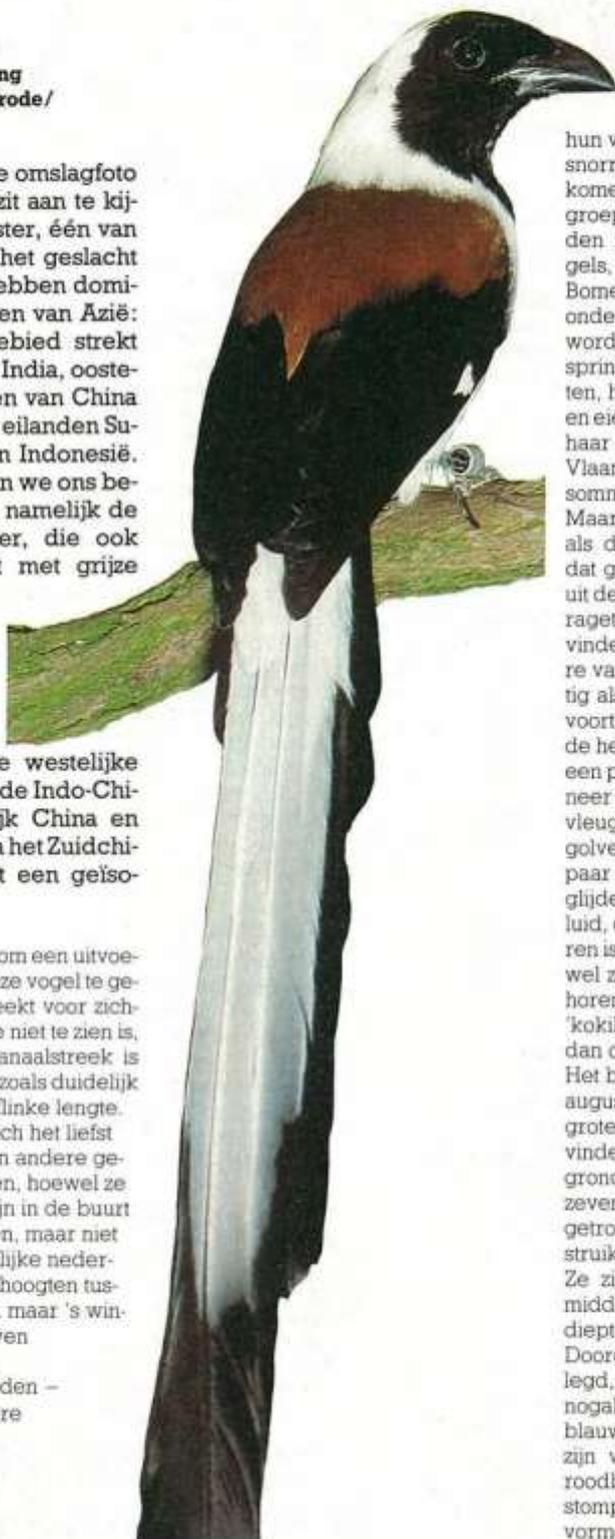 ng
rode/
e omslagfoto
zit aan te kij-
ster, één van
het geslacht
ebben domi-
en van Azië:
ebied strekt
India, ooste-
en van China
eilanden Su-
n Indonesië.
n we ons be-
namelijk de
er, die ook
t met grijze
e westelijke
de Indo-Chi-
jk China en
n het Zuidchi-
t een geïso-
om een uitvoe-
ze vogel te ge-
eekt voor zich-
e niet te zien is,
anaalstreek is
zoals duidelijk
flinke lengte.
ch het liefst
n andere ge-
en, hoewel ze
jn in de buurt
en, maar niet
lijke neder-
hoogten tus-
maar 's win-
ven
den –
re
hun v
snorr
kome
groep
den
gels,
Bome
onde
word
sprin
ten, h
en eie
haar
Vlaar
somm
Maar
als d
dat g
uit de
raget
vinde
re va
tig als
voort
de he
een p
neer
vleug
golve
paar
glijde
luid, 
ren is
wel z
horen
'kokil
dan o
Het b
augus
grote
vinde
grond
zeven
getro
struik
Ze zi
midd
diept
Doorg
legd,
nogal
blauw
zijn v
roodb
stomp
vorm